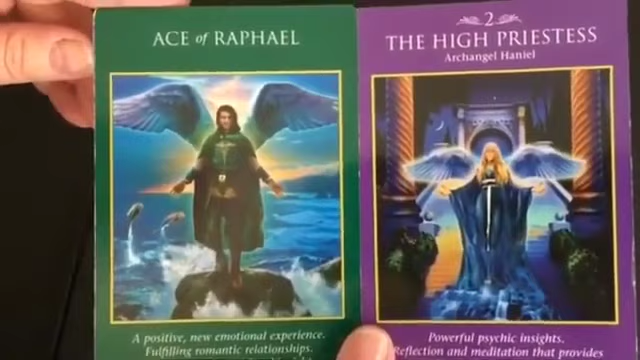 ACE of RAPHAEL
A positive, new emotional experience.
Fulfilling romantic relationships.
2
THE HIGH PRIESTESS
Archangel Haniel
Powerful psychic insights.
Reflection and meditation that provides